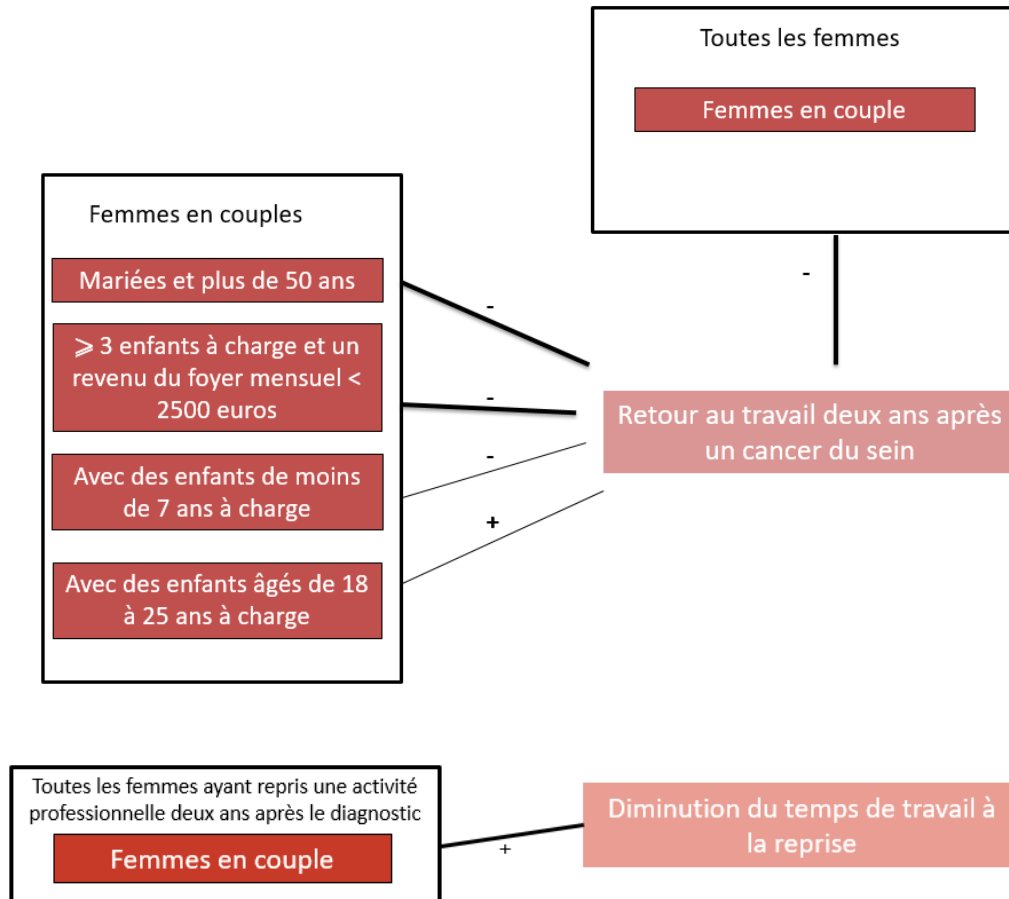 Toutes les femmes
Femmes en couple
-
Femmes en couples
Mariées et plus de 50 ans
-
⩾ 3 enfants à charge et un
revenu du foyer mensuel <
2500 euros
-
Avec des enfants de moins
de 7 ans à charge
-
Avec des enfants âgés de 18
à 25 ans à charge
+
Retour au travail deux ans après
un cancer du sein
Toutes les femmes ayant repris une activité
professionnelle deux ans après le diagnostic
Femmes en couple
+
Diminution du temps de travail à
la reprise